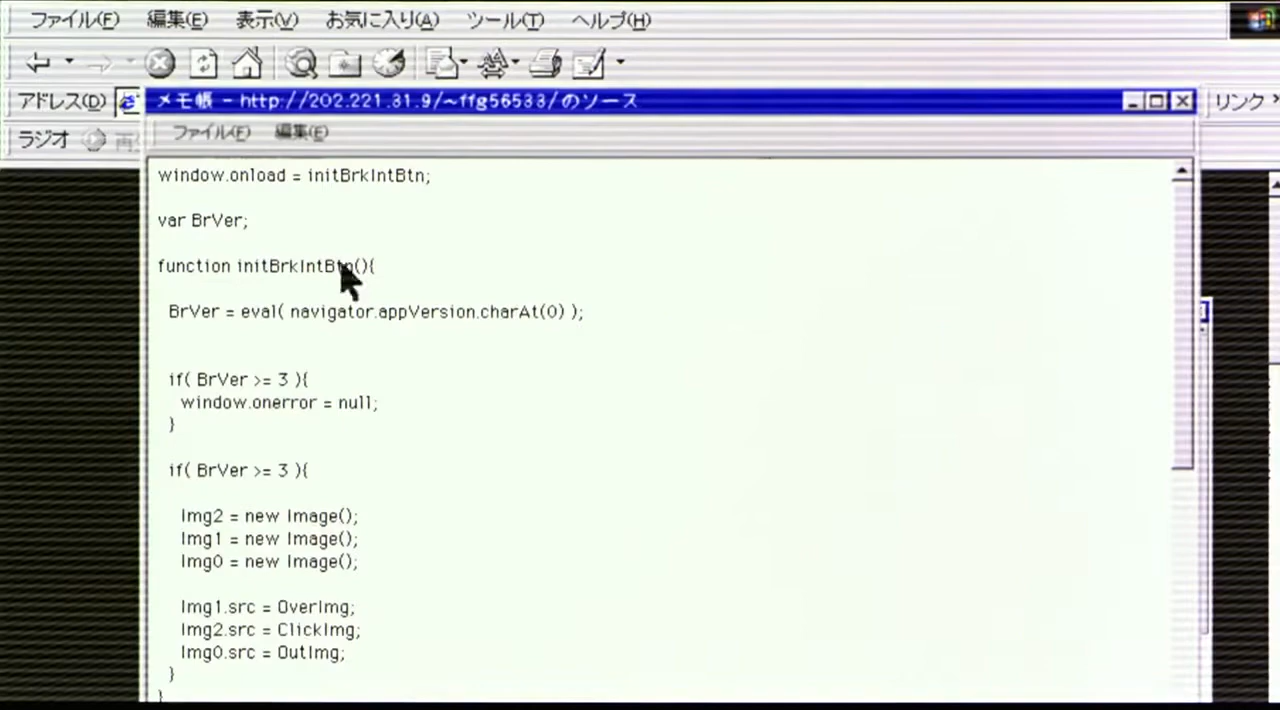 ファイル(F) 編集(E) 表示(V) お気に入り(A) ツール(T) ヘルプ(H)
アドレス(D)
メモ帳 - http://202.221.31.9/~ffg56533/のソース
リンク
ラジオ
ファイル(F) 編集(E)
window.onload = initBrkIntBtn;
var BrVer;
function initBrkIntBtn(){
BrVer = eval( navigator.appVersion.charAt(0) );
if( BrVer >= 3 ){
window.onerror = null;
}
if( BrVer >= 3 ){
Img2 = new Image();
Img1 = new Image();
Img0 = new Image();
Img1.src = OverImg;
Img2.src = ClickImg;
Img0.src = OutImg;
}
}